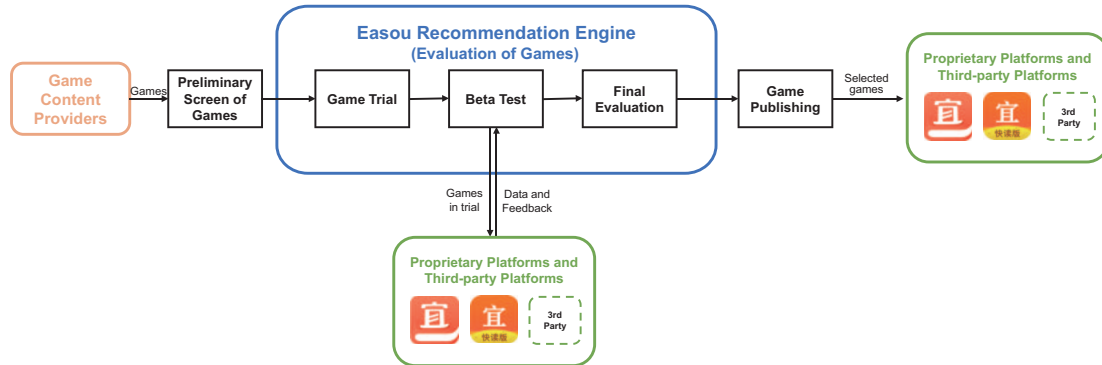 Easou Recommendation Engine
(Evaluation of Games)
Game
Content
Providers
Games
Preliminary
Screen of
Games
Game Trial
Beta Test
Final
Evaluation
Game
Publishing
Selected
games
Proprietary Platforms and
Third-party Platforms
宜
宜
快读版
3rd
Party
Games
in trial
Data and
Feedback
Proprietary Platforms and
Third-party Platforms
宜
宜
快读版
3rd
Party